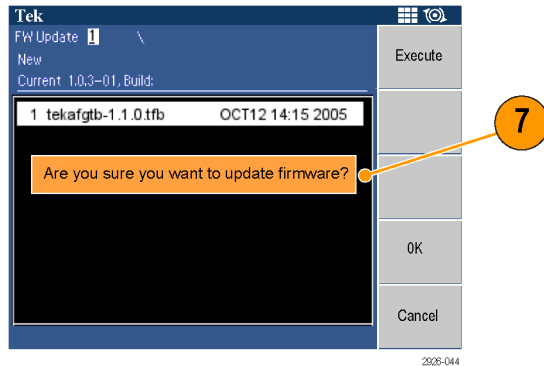 Tek
FW Update 1 \
New
Current 1.0.3-01, Build:
1 tekafgtb-1.1.0.tfb OCT12 14:15 2005
Are you sure you want to update firmware?
Execute
OK
Cancel
7
2926-044